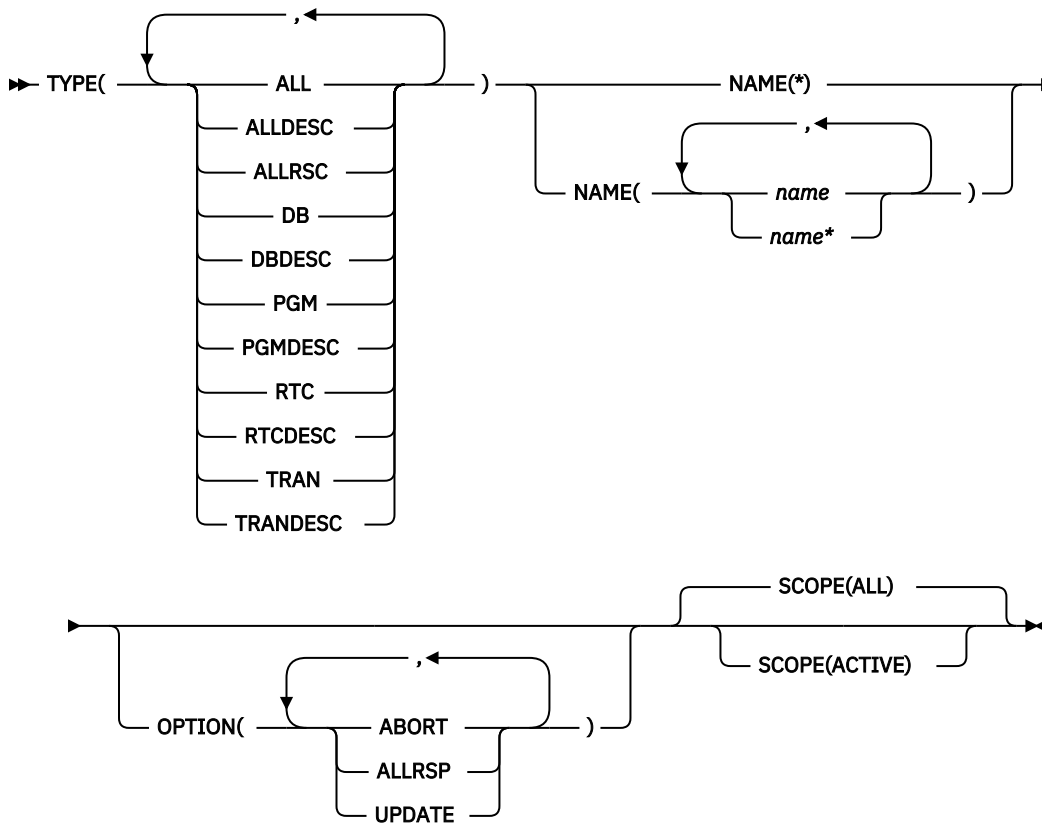 ,
TYPE( ALL ) NAME(*)
ALLDESC
,
ALLRSC
NAME( name )
DB
name*
DBDESC
PGM
PGMDESC
RTC
RTCDESC
TRAN
TRANDESC
SCOPE(ALL)
,
SCOPE(ACTIVE)
OPTION( ABORT )
ALLRSP
UPDATE